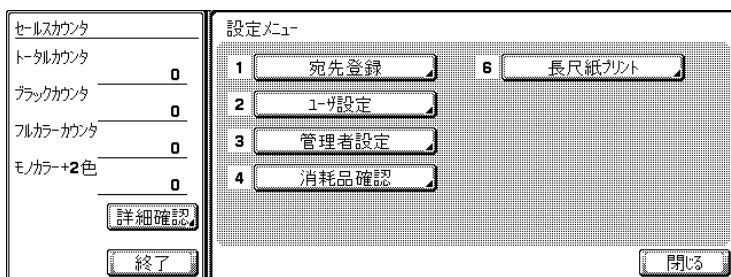 セールスカウンタ
トータルカウンタ
0
ブラックカウンタ
0
フルカラーカウンタ
0
モノカラー+2色
0
詳細確認
終了
設定メニュー
1 宛先登録
2 ユーザ設定
3 管理者設定
4 消耗品確認
6 長尺紙プリント
閉じる